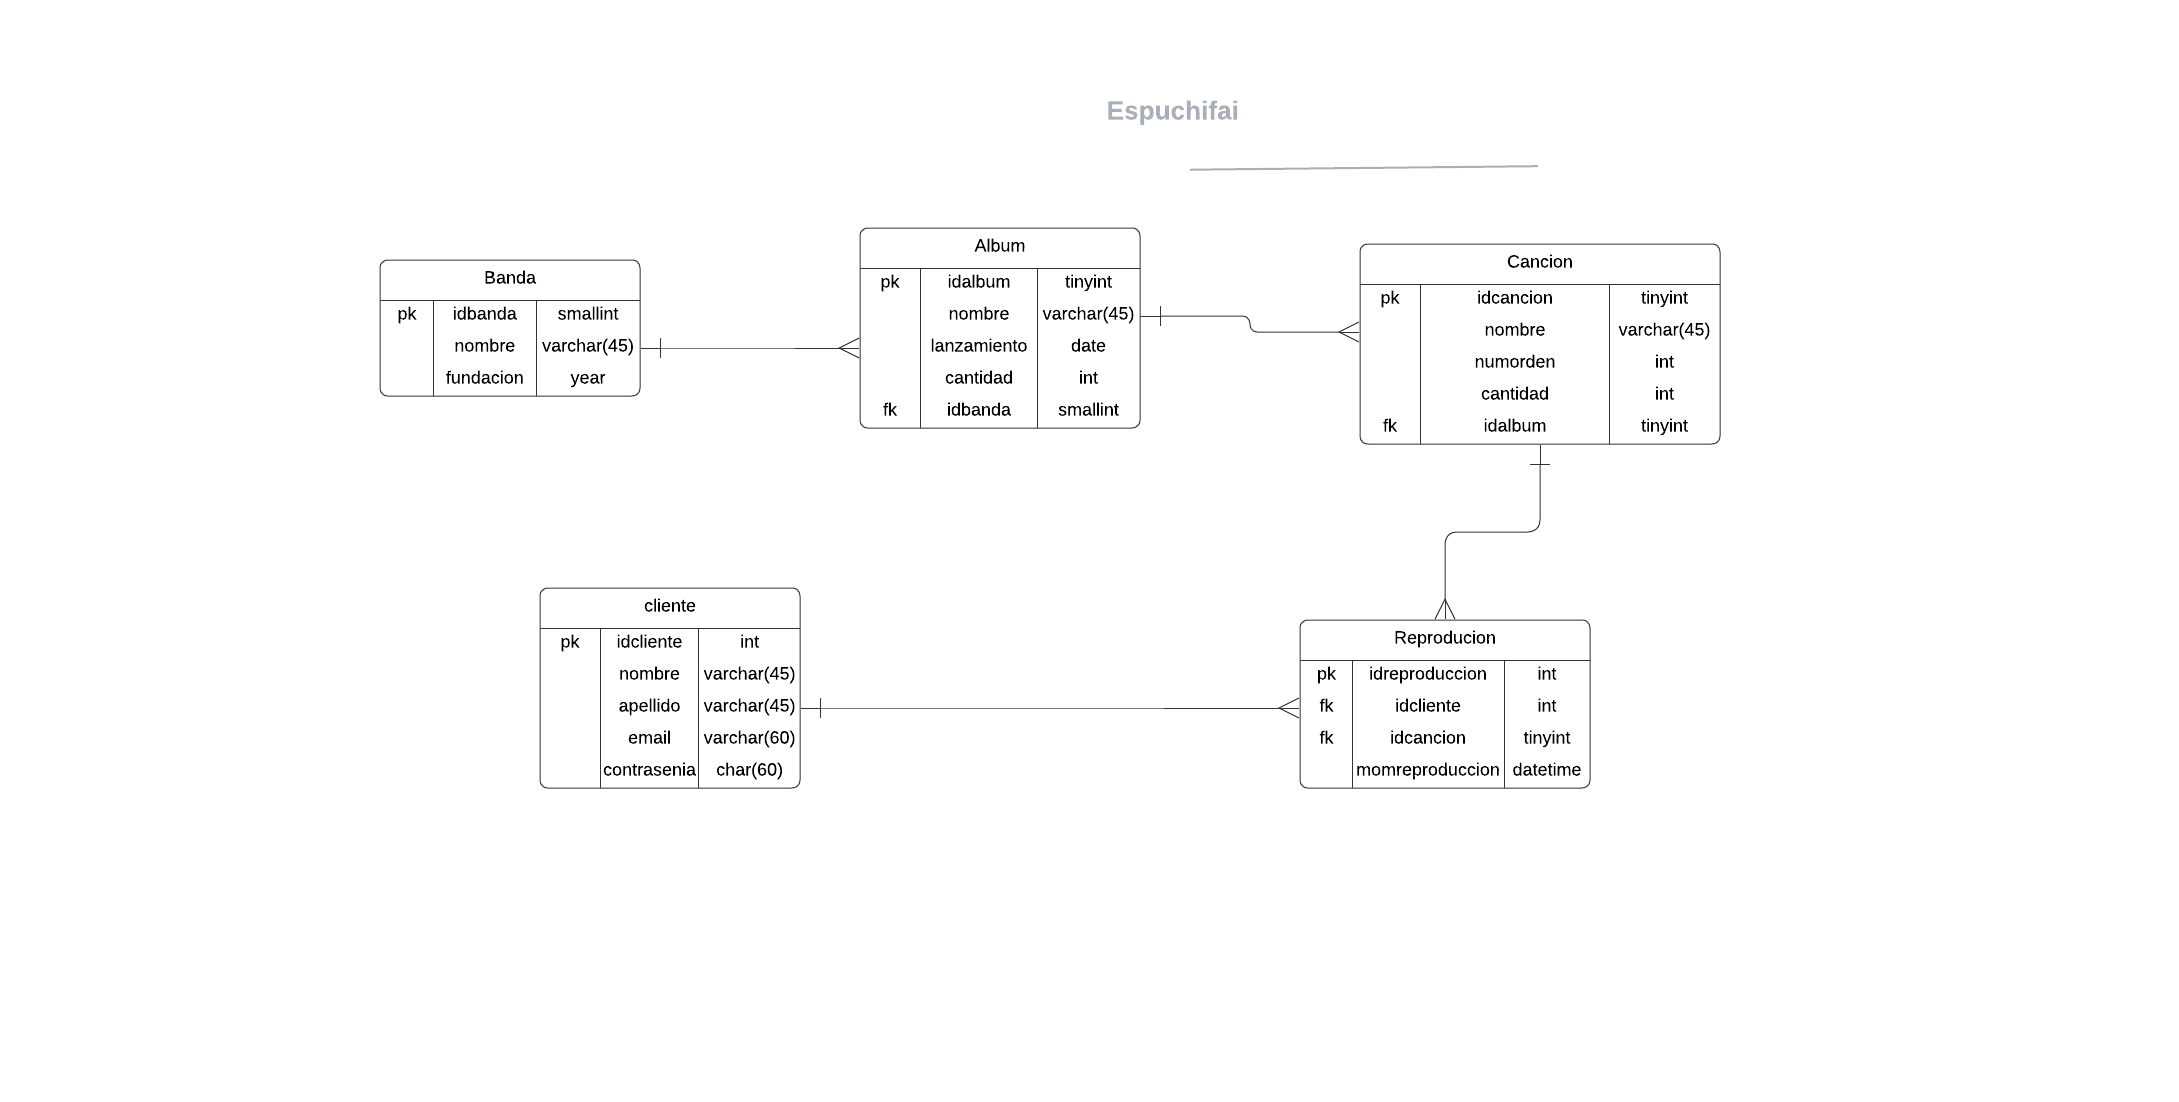 Espuchifai
Banda
pk idbanda smallint
nombre varchar(45)
fundacion year
Album
pk idalbum tinyint
nombre varchar(45)
lanzamiento date
cantidad int
fk idbanda smallint
Cancion
pk idcancion tinyint
nombre varchar(45)
numorden int
cantidad int
fk idalbum tinyint
cliente
pk idcliente int
nombre varchar(45)
apellido varchar(45)
email varchar(60)
contrasenia char(60)
Reproducion
pk idreproduccion int
fk idcliente int
fk idcancion tinyint
momreproduccion datetime